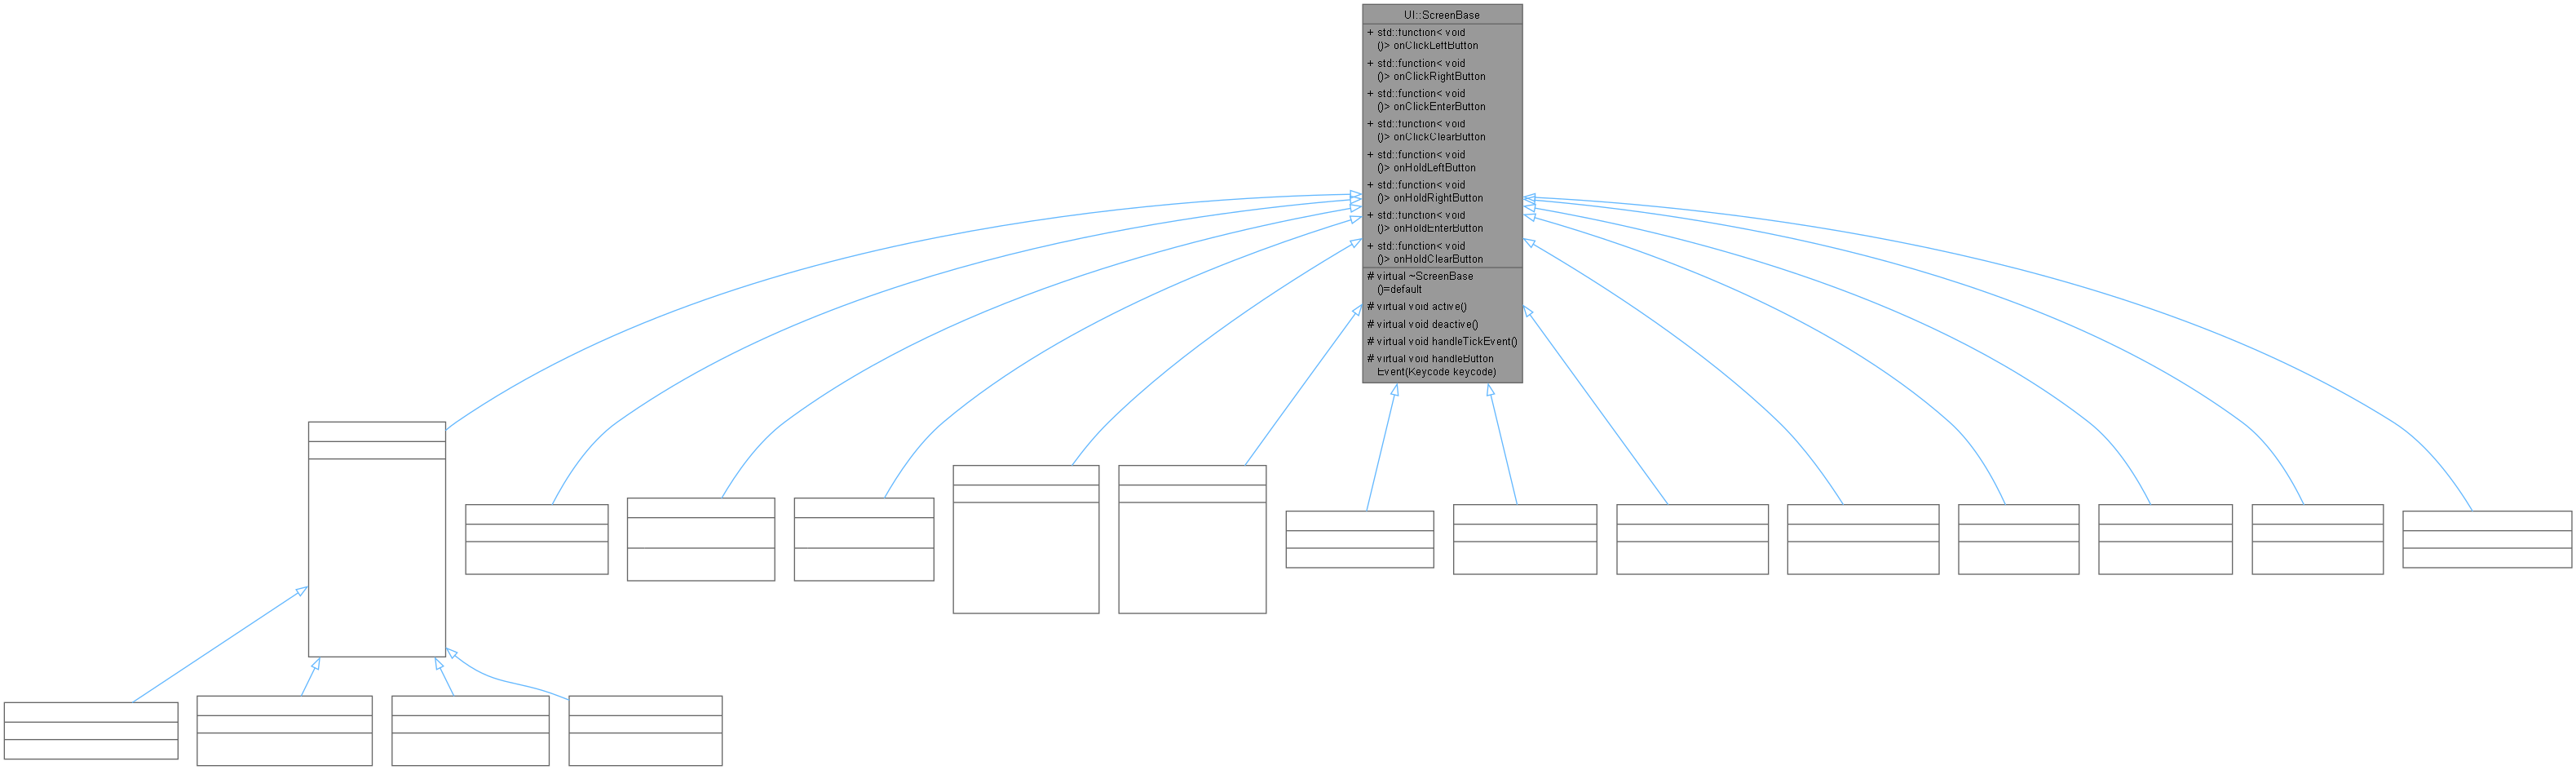 UI::ScreenBase
+ std::function< void
()> onClickLeftButton
+ std::function< void
()> onClickRightButton
+ std::function< void
()> onClickEnterButton
+ std::function< void
()> onClickClearButton
+ std::function< void
()> onHoldLeftButton
+ std::function< void
()> onHoldRightButton
+ std::function< void
()> onHoldEnterButton
+ std::function< void
()> onHoldClearButton
# virtual ~ScreenBase
()=default
# virtual void active()
# virtual void deactive()
# virtual void handleTickEvent()
# virtual void handleButton
Event(Keycode keycode)